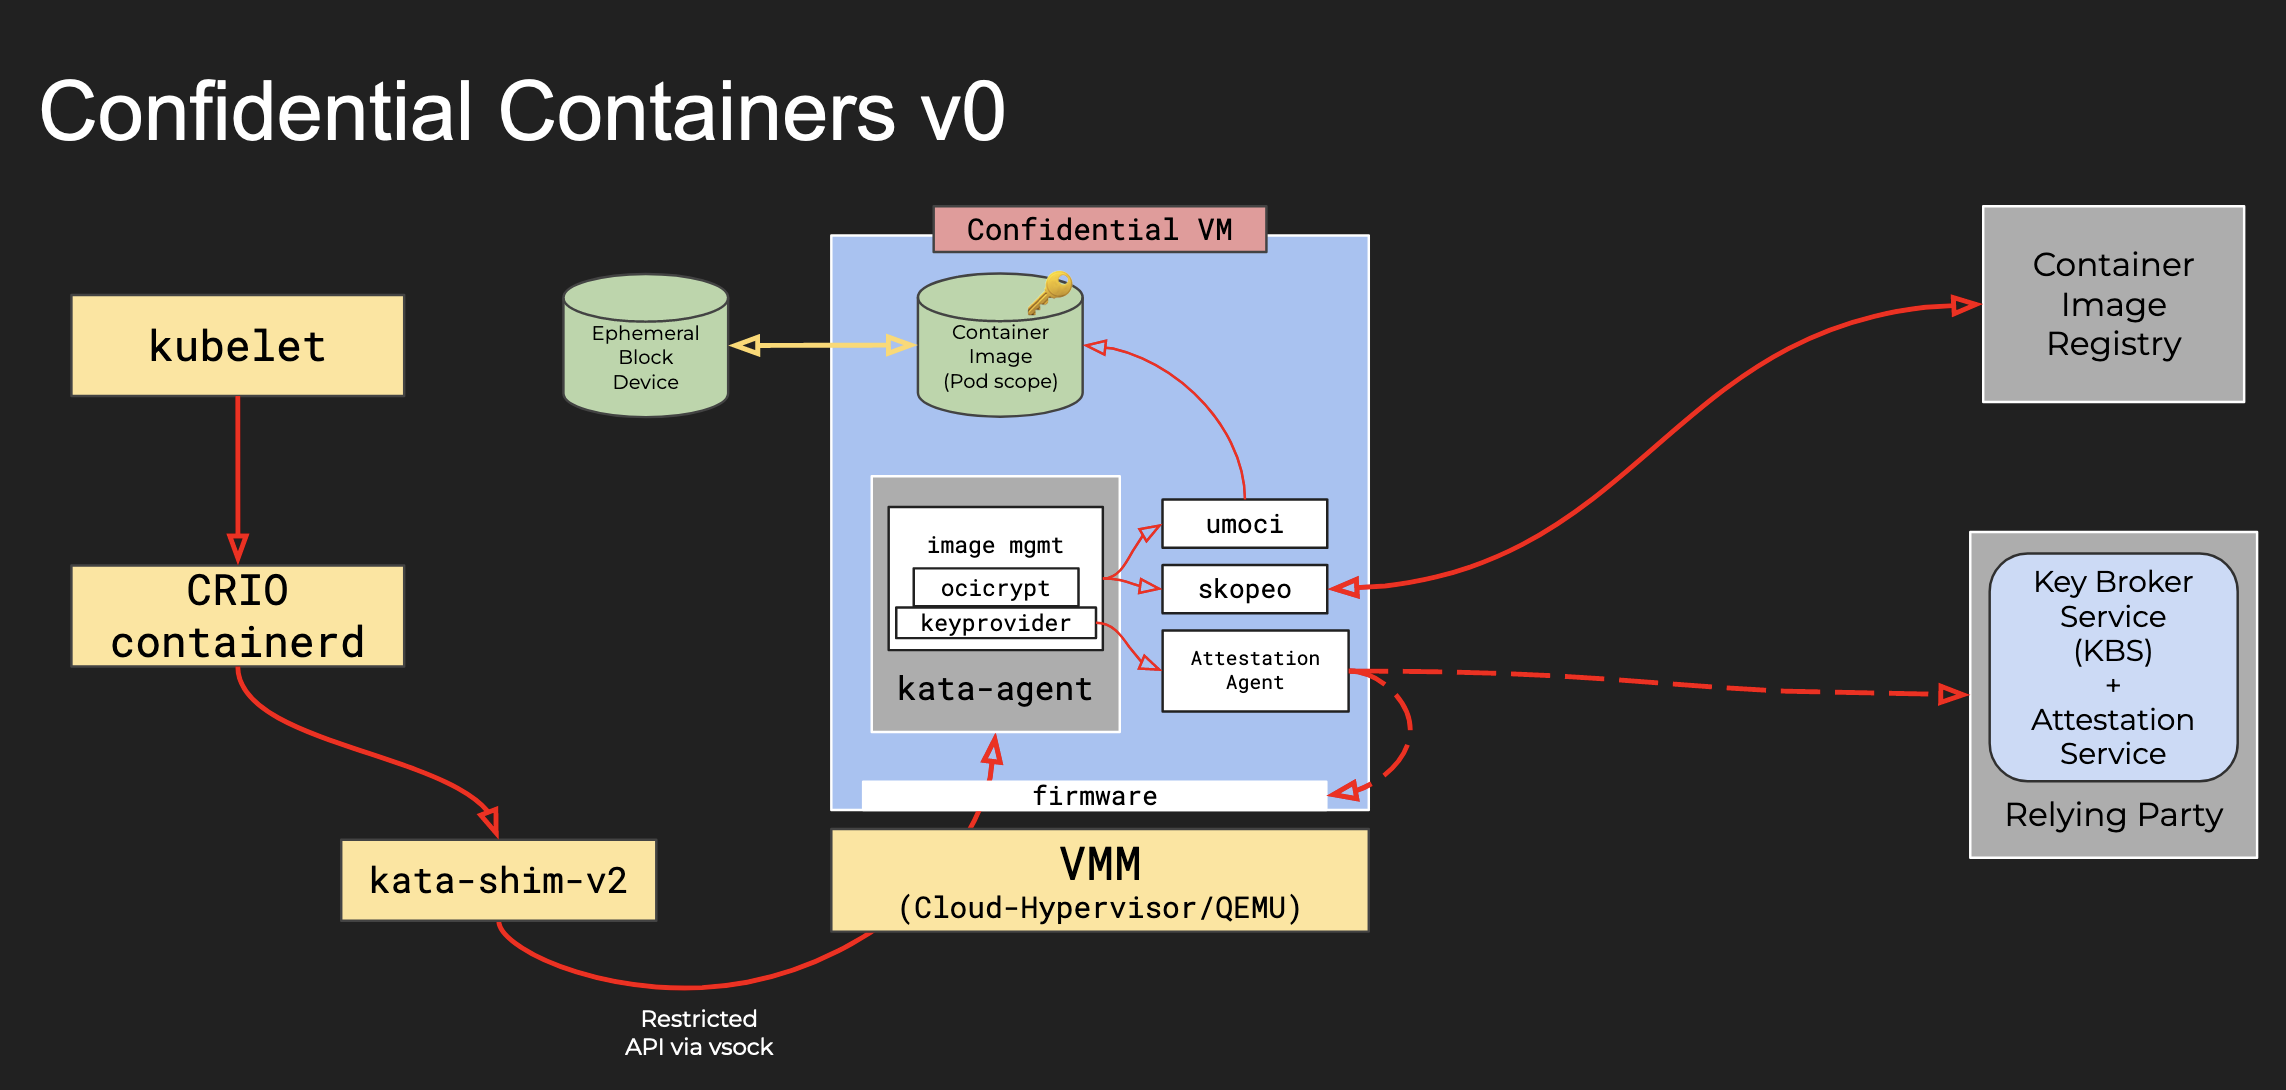 Confidential Containers v0
Confidential VM
kubelet
Ephemeral
Block
Device
Container
Image
(Pod scope)
Container
Image
Registry
CRIO
containerd
image mgmt
ocicrypt
keyprovider
kata-agent
umoci
skopeo
Attestation
Agent
Key Broker
Service
(KBS)
+
Attestation
Service
Relying Party
firmware
VMM
(Cloud-Hypervisor/QEMU)
kata-shim-v2
Restricted
API via vsock